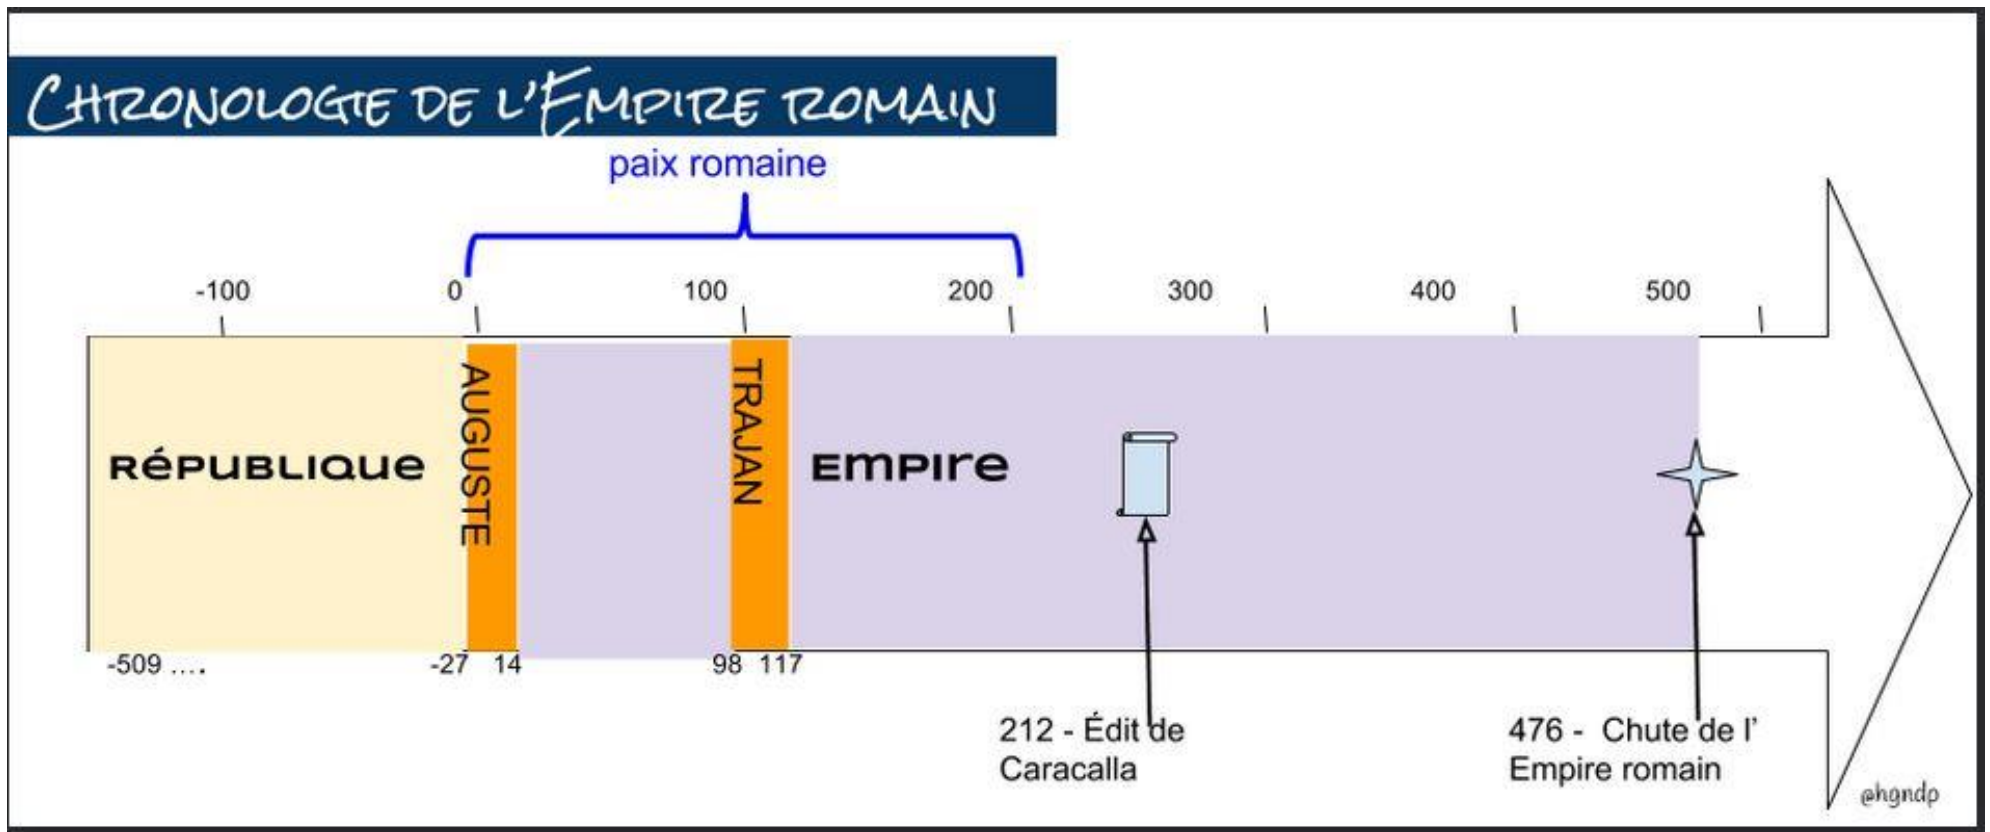 Chronologie de l'Empire romain
paix romaine
-100 0 100 200 300 400 500
AUGUSTE
TRAJAN
République
Empire
-509 .... -27 14 98 117
212 - Édit de
Caracalla
476 - Chute de l'
Empire romain
@hgndp